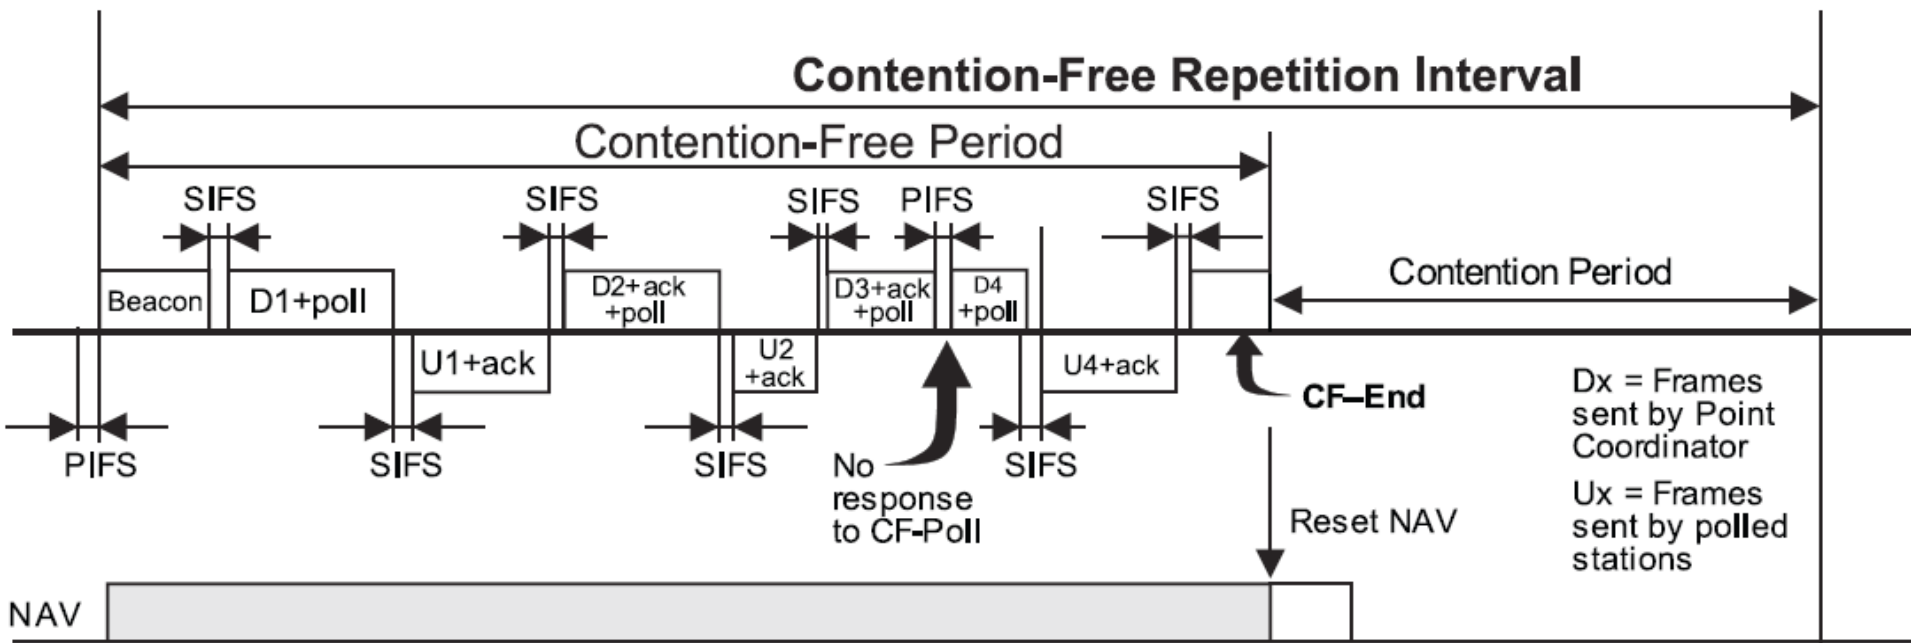 Contention-Free Repetition Interval
Contention-Free Period
SIFS
SIFS
SIFS
PIFS
SIFS
Contention Period
Beacon
D1+poll
D2+ack
+poll
D3+ack
+poll
D4
+poll
U1+ack
U2
+ack
U4+ack
CF–End
PIFS
SIFS
SIFS
No
response
to CF-Poll
SIFS
Reset NAV
Dx = Frames
sent by Point
Coordinator
Ux = Frames
sent by polled
stations
NAV